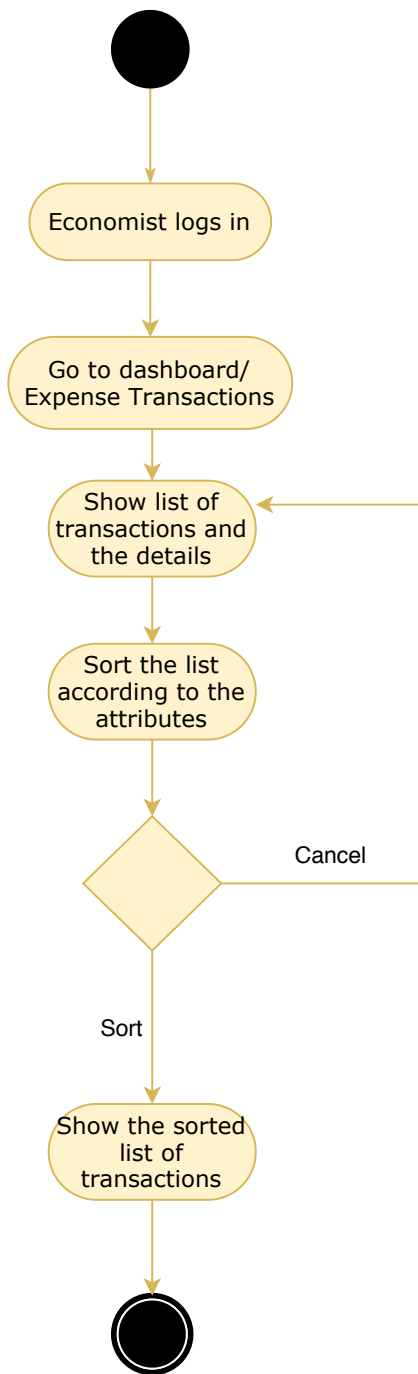 Economist logs in
Go to dashboard/
Expense Transactions
Show list of
transactions and
the details
Sort the list
according to the
attributes
Cancel
Sort
Show the sorted
list of
transactions